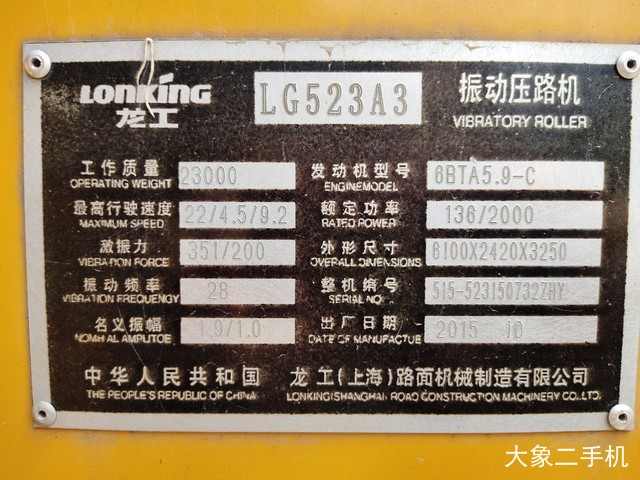 LONKING
龙工
LG523A3
振动压路机
VIBRATORY ROLLER
工作质量 23000 发动机型号 6BTA5.9-C
OPERATING WEIGHT ENGINEMODEL
最高行驶速度 22/4.5/9.2 额定功率 136/2000
MAXIMUM SPEED RATED POWER
激振力 351/200 外形尺寸 6100X2420X3250
VIBRATION FORCE OVERALL DIMENSIONS
振动频率 28 整机编号 515-523150732ZHY
VIBRATION FREQUENGY SERIAL NO.
名义振幅 1.9/1.0 出厂日期 2015 10
NOMHAL AMPLITOE DATE OF MANUFACTUE
中华人民共和国 龙工(上海)路面机械制造有限公司
THE PEOPLE'S REPUBLIC OF CHINA LONKING(SHANGHAI) ROAD CONSTRUCTION MACHINERY CO.,LTD.
大象二手机